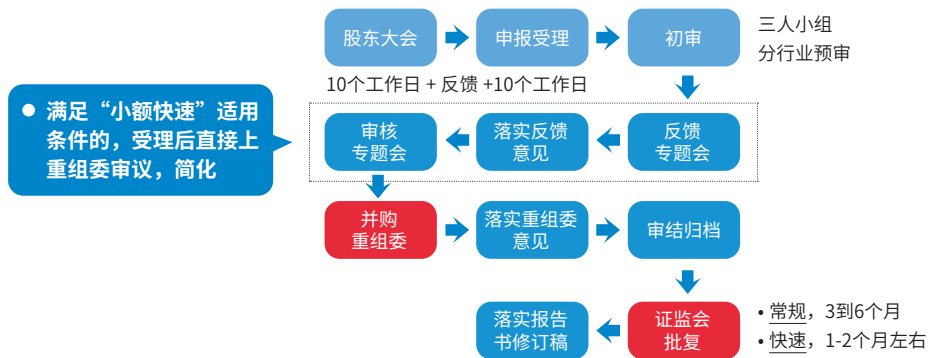 股东大会
申报受理
初审
三人小组
分行业预审
10个工作日 + 反馈 +10个工作日
● 满足“小额快速”适用
条件的，受理后直接上
重组委审议，简化
审核
专题会
落实反馈
意见
反馈
专题会
并购
重组委
落实重组委
意见
审结归档
落实报告
书修订稿
证监会
批复
• 常规，3到6个月
• 快速，1-2个月左右